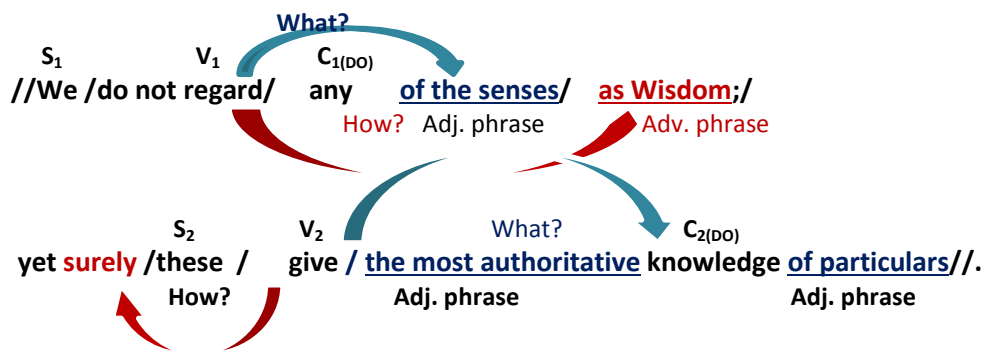 What?
S1 V1 C1(DO)
//We /do not regard/ any of the senses/ as Wisdom;/
How? Adj. phrase Adv. phrase
S2 V2 What? C2(DO)
yet surely /these / give / the most authoritative knowledge of particulars//.
How? Adj. phrase Adj. phrase